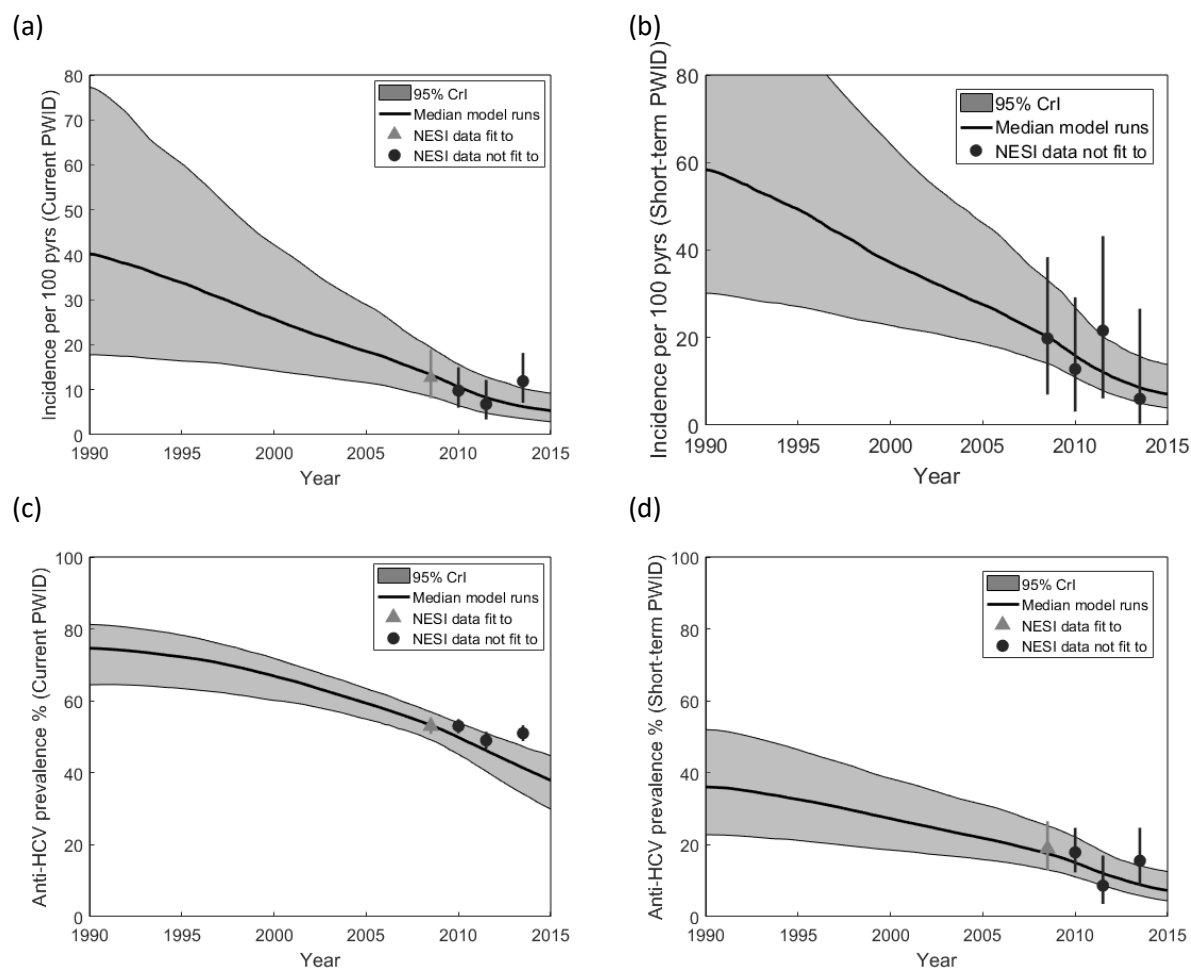 (a)
Incidence per 100 pyrs (Current PWID)
80
70
60
50
40
30
20
10
0
95% CrI
Median model runs
NESI data fit to
NESI data not fit to
1990 1995 2000 2005 2010 2015
Year
(b)
Incidence per 100 pyrs (Short-term PWID)
80
60
40
20
0
95% CrI
Median model runs
NESI data not fit to
1990 1995 2000 2005 2010 2015
Year
(c)
Anti-HCV prevalence % (Current PWID)
100
80
60
40
20
0
95% CrI
Median model runs
NESI data fit to
NESI data not fit to
1990 1995 2000 2005 2010 2015
Year
(d)
Anti-HCV prevalence % (Short-term PWID)
100
80
60
40
20
0
95% CrI
Median model runs
NESI data fit to
NESI data not fit to
1990 1995 2000 2005 2010 2015
Year